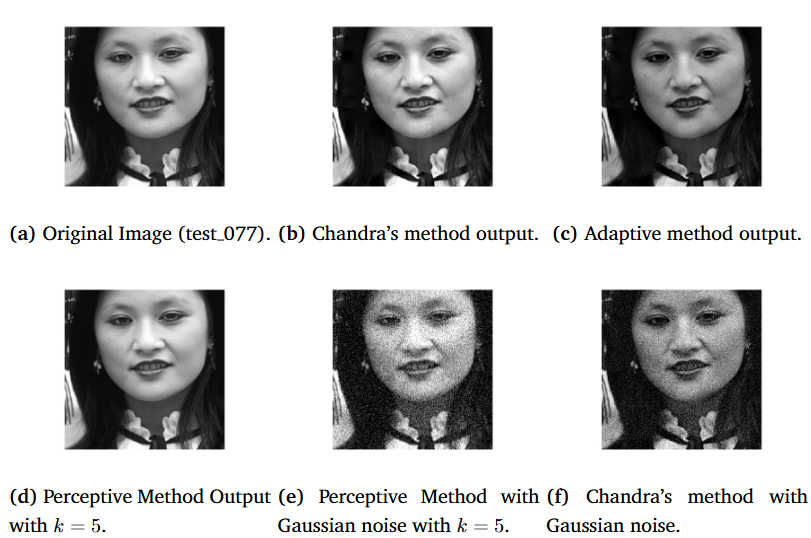 (a) Original Image (test_077). (b) Chandra's method output. (c) Adaptive method output.
(d) Perceptive Method Output
with k = 5.
(e) Perceptive Method with
Gaussian noise with k = 5.
(f) Chandra's method with
Gaussian noise.